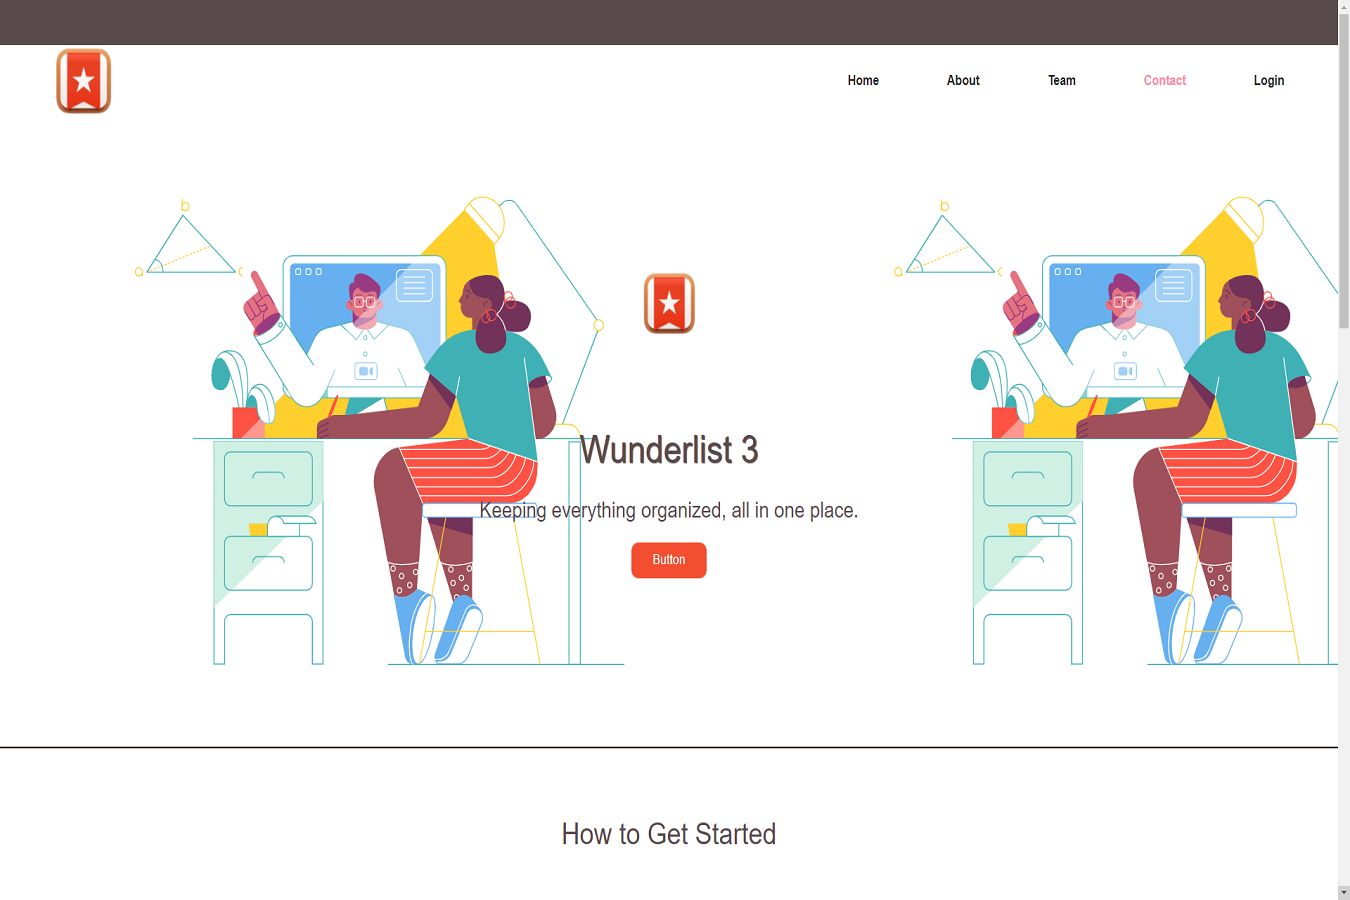 Home About Team Contact Login
b
a c
b
a c
Wunderlist 3
Keeping everything organized, all in one place.
Button
How to Get Started